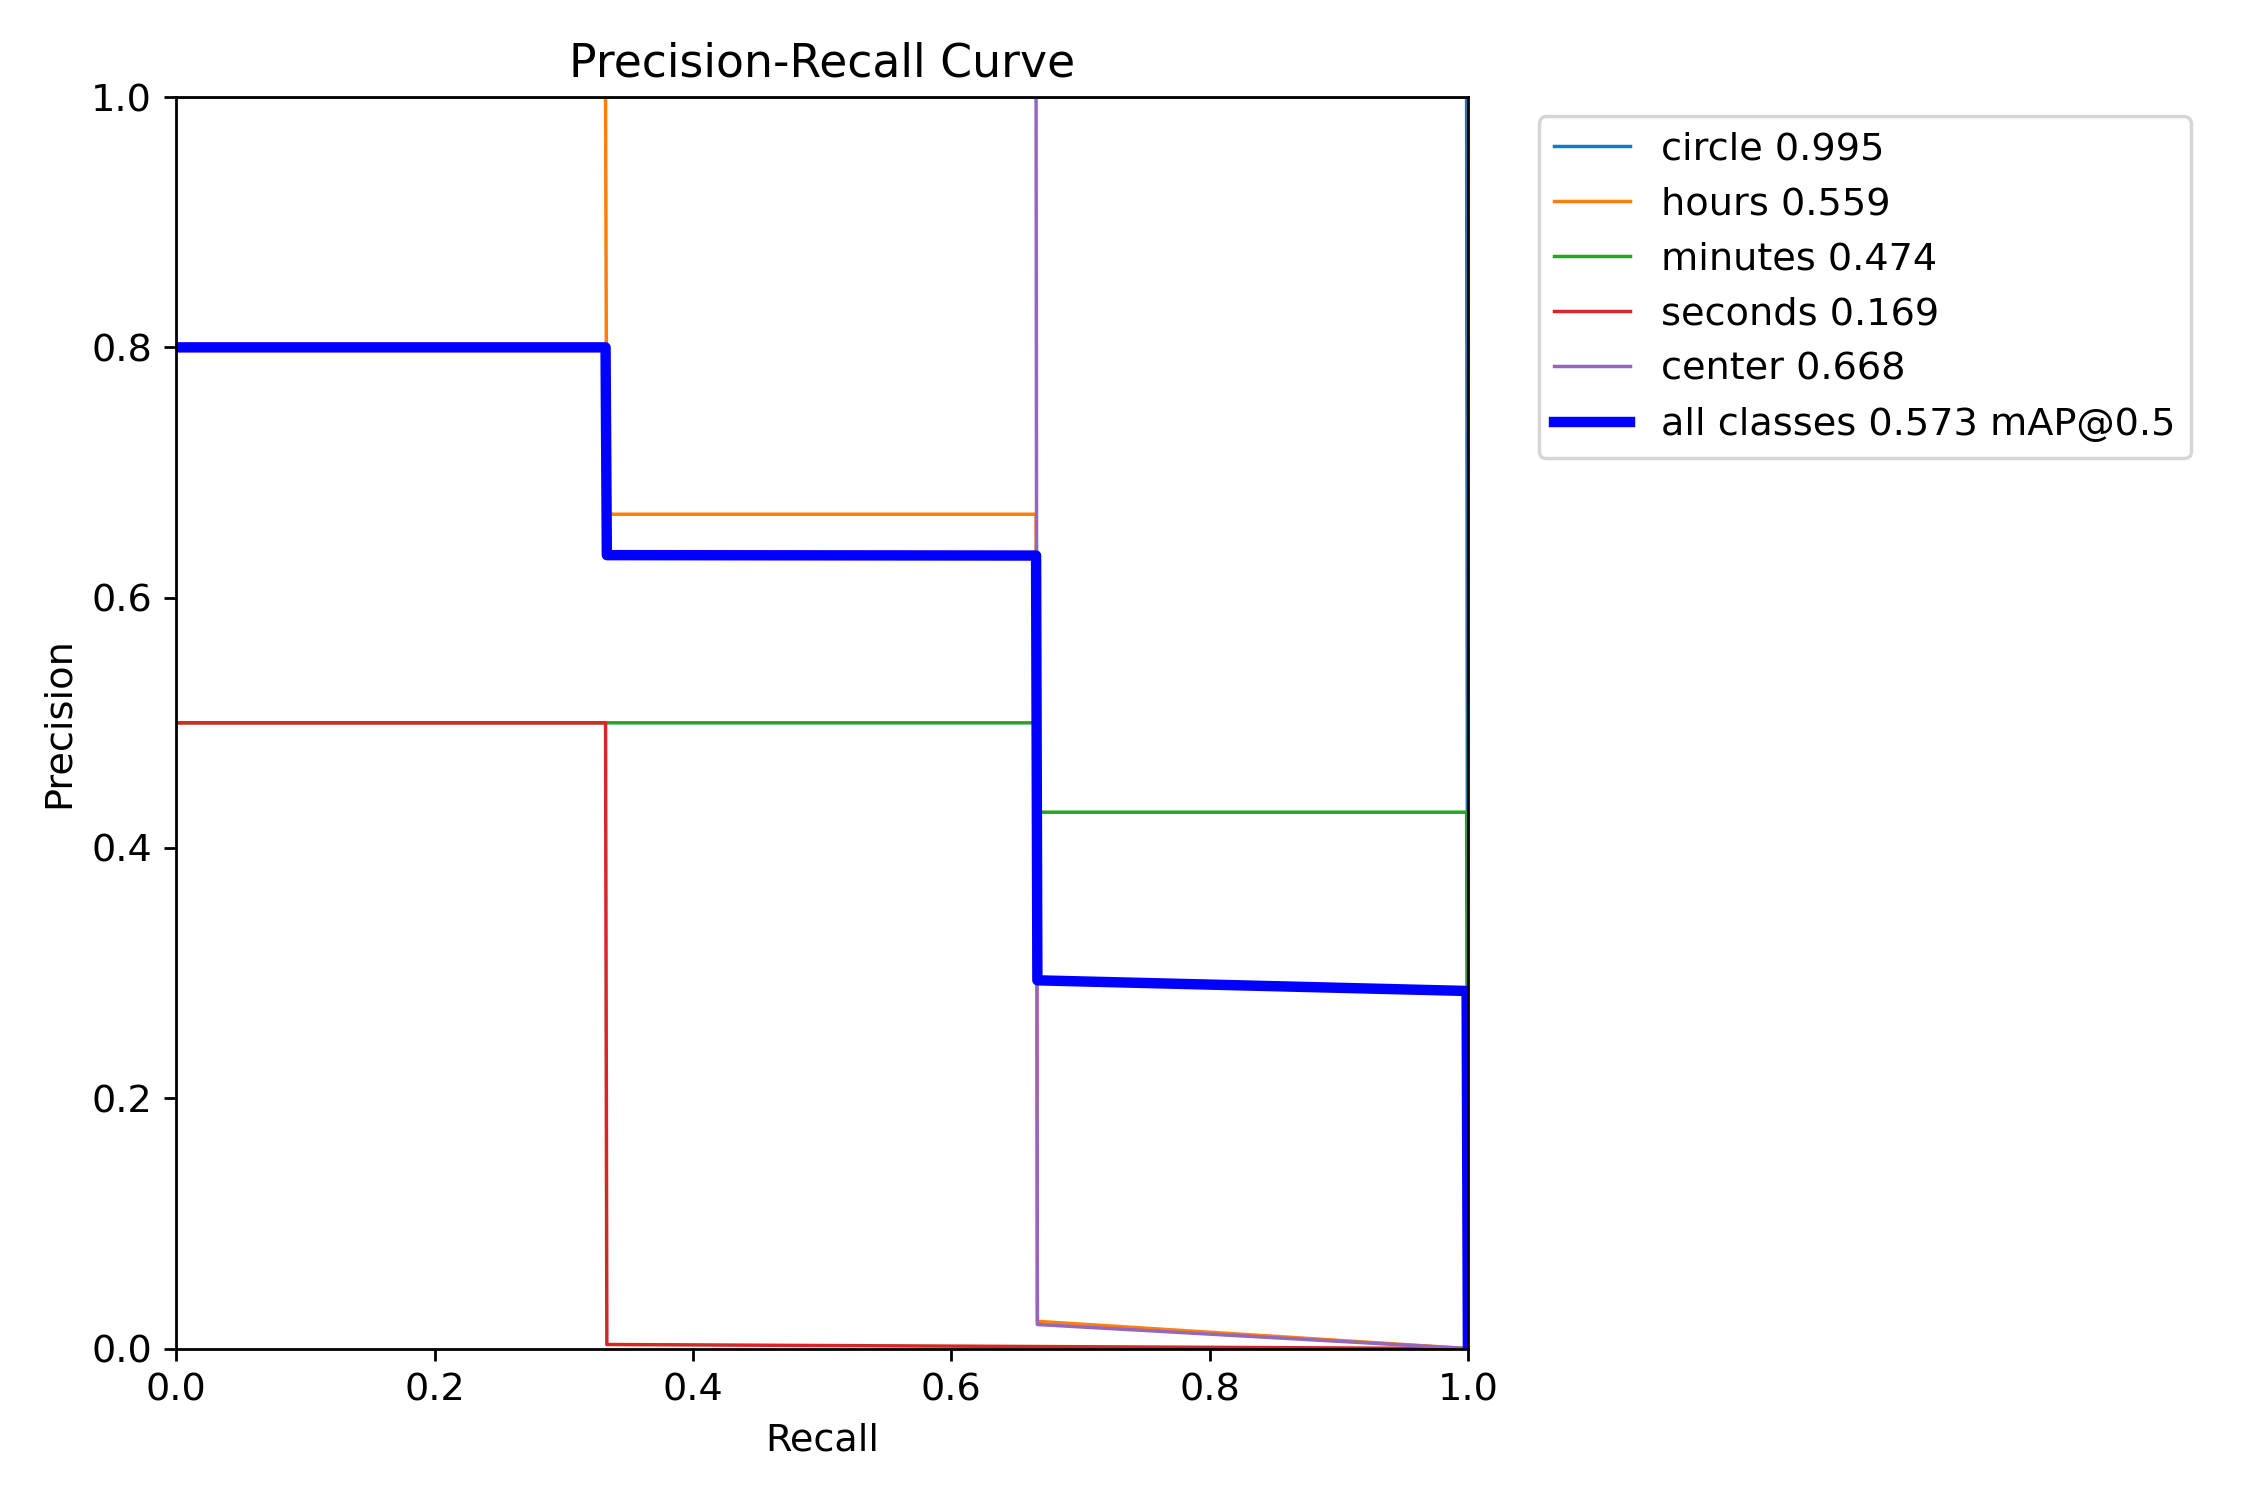 Precision-Recall Curve
1.0
0.8
0.6
0.4
0.2
0.0
Precision
0.0 0.2 0.4 0.6 0.8 1.0
Recall
circle 0.995
hours 0.559
minutes 0.474
seconds 0.169
center 0.668
all classes 0.573 mAP@0.5